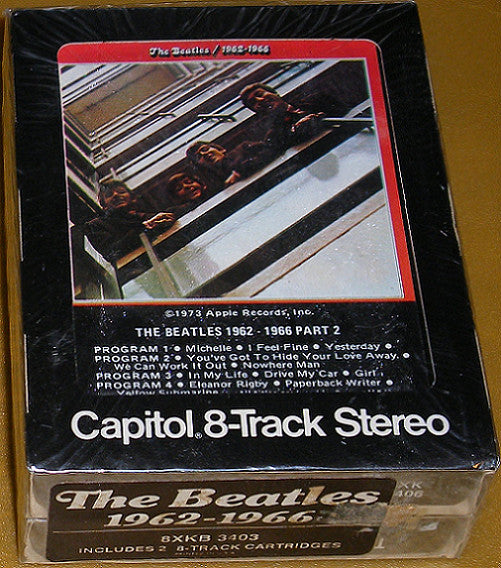 The Beatles / 1962-1966
©1973 Apple Records, Inc.
THE BEATLES 1962 - 1966 PART 2
PROGRAM 1 • Michelle • I Feel Fine • Yesterday •
PROGRAM 2 • You've Got To Hide Your Love Away •
We Can Work It Out • Nowhere Man
PROGRAM 3 • In My Life • Drive My Car • Girl
PROGRAM 4 • Eleanor Rigby • Paperback Writer •
Yellow Submarine
Capitol® 8-Track Stereo
The Beatles
1962-1966
8XKB 3403
INCLUDES 2 8-TRACK CARTRIDGES